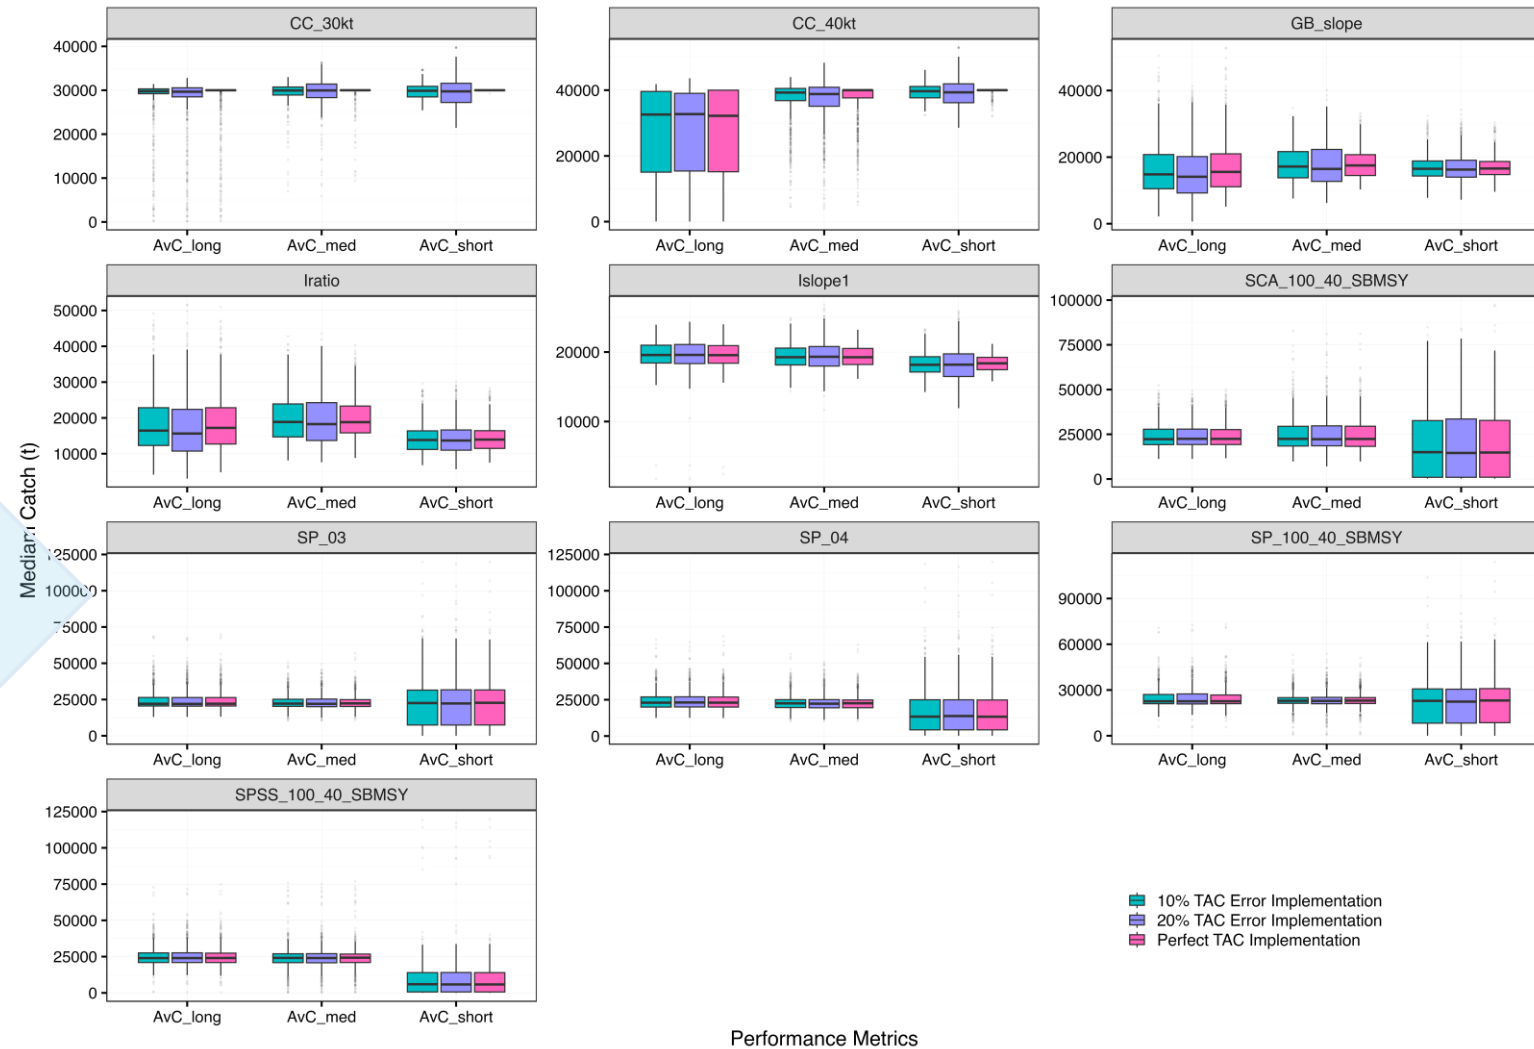 CC_30kt
CC_40kt
GB_slope
40000
30000
20000
10000
0
40000
20000
0
40000
20000
0
AvC_long AvC_med AvC_short
AvC_long AvC_med AvC_short
AvC_long AvC_med AvC_short
Iratio
Islope1
SCA_100_40_SBMSY
50000
40000
30000
20000
10000
20000
10000
100000
75000
50000
25000
0
AvC_long AvC_med AvC_short
AvC_long AvC_med AvC_short
AvC_long AvC_med AvC_short
Median Catch (t)
SP_03
SP_04
SP_100_40_SBMSY
125000
100000
75000
50000
25000
0
125000
100000
75000
50000
25000
0
90000
60000
30000
0
AvC_long AvC_med AvC_short
AvC_long AvC_med AvC_short
AvC_long AvC_med AvC_short
SPSS_100_40_SBMSY
125000
100000
75000
50000
25000
0
AvC_long AvC_med AvC_short
10% TAC Error Implementation
20% TAC Error Implementation
Perfect TAC Implementation
Performance Metrics